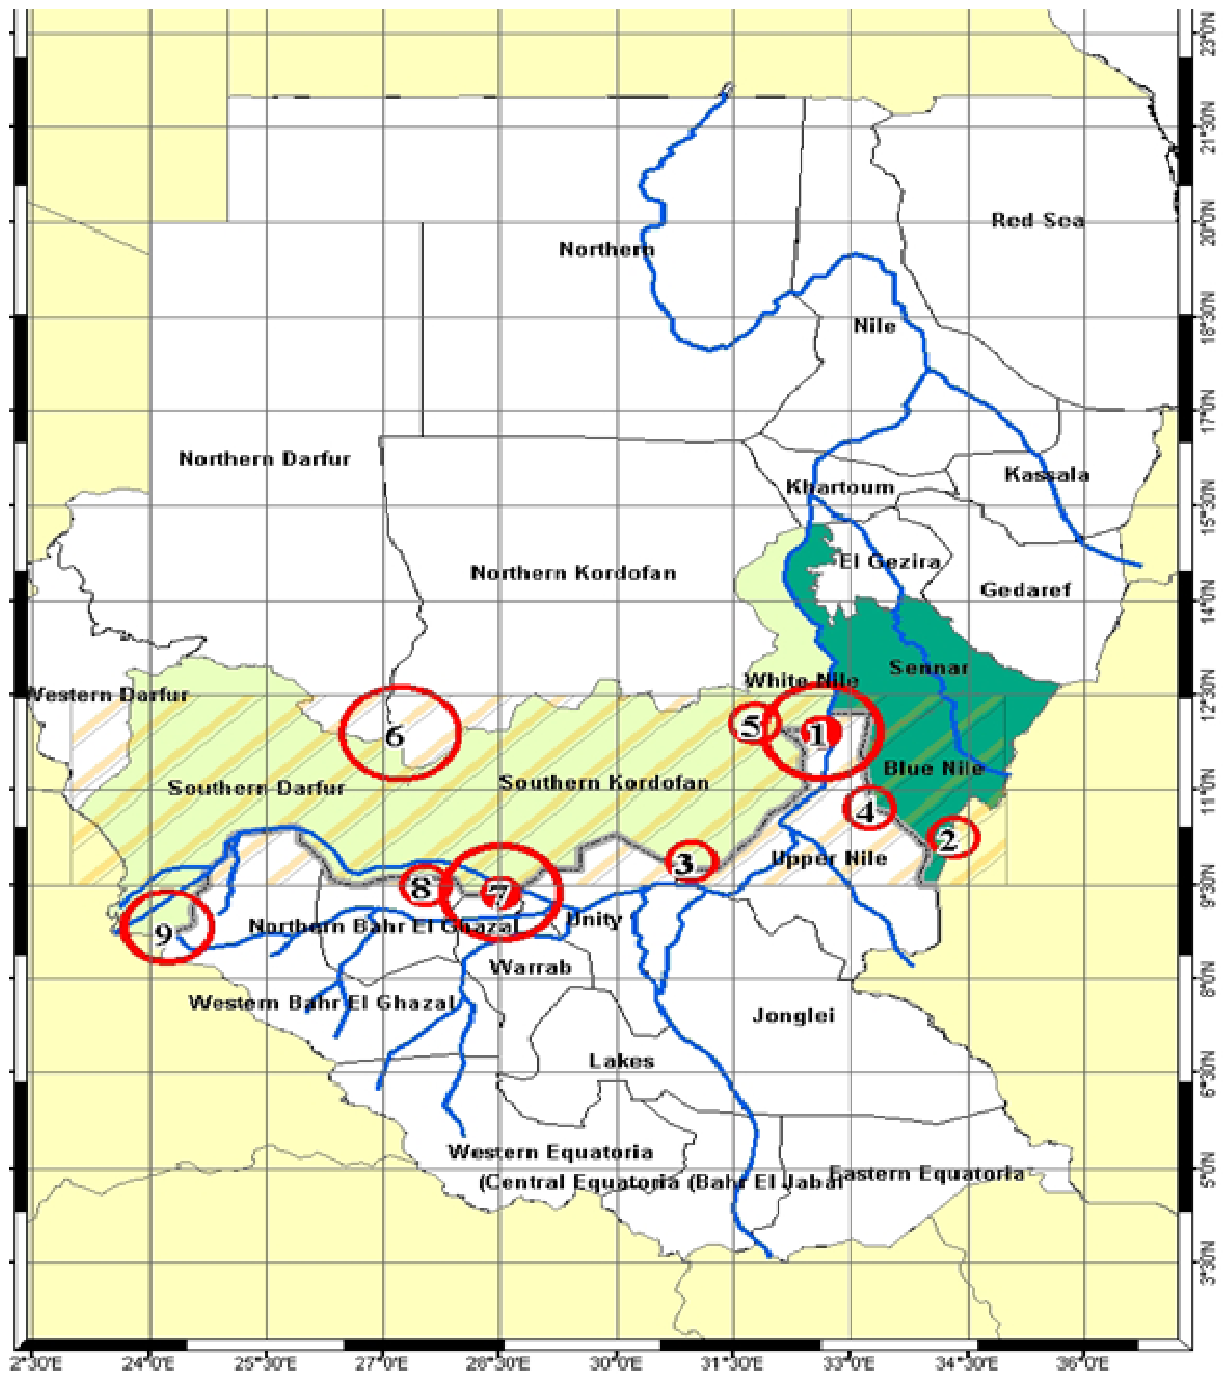 23°0'N
21°30'N
Red Sea
20°0'N
Northern
Nile
18°30'N
17°0'N
Northern Darfur
Kassala
Khartoum
15°30'N
El Gezira
Northern Kordofan
Gedaref
14°0'N
Sennar
White Nile
Western Darfur
12°30'N
5
1
6
Blue Nile
Southern Kordofan
Southern Darfur
11°0'N
4
2
Upper Nile
3
8
7
9°30'N
Unity
Northern Bahr El Ghazal
9
Warrab
8°0'N
Western Bahr El Ghazal
Jonglei
Lakes
6°30'N
Western Equatoria
5°0'N
Eastern Equatoria
(Central Equatoria (Bahr El Jabal
3°30'N
2°30'E 24°0'E 25°30'E 27°0'E 28°30'E 30°0'E 31°30'E 33°0'E 34°30'E 36°0'E